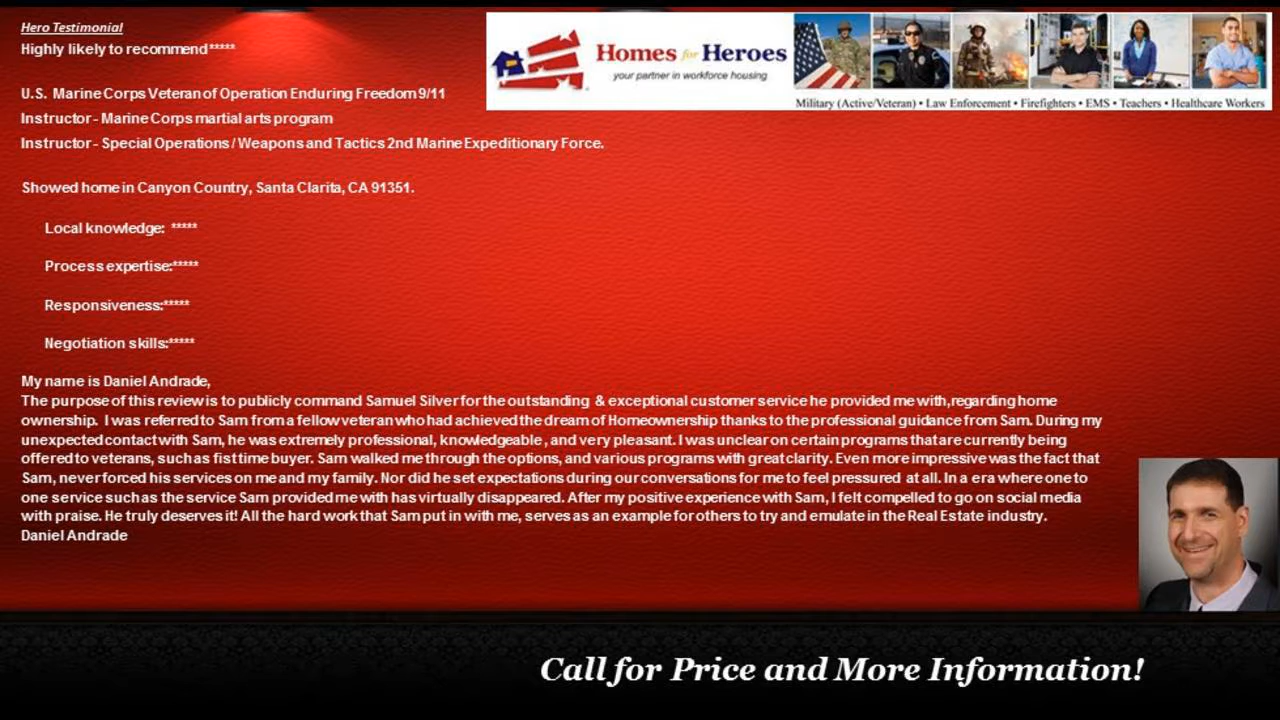 Hero Testimonial
Highly likely to recommend*****
Homes for Heroes
your partner in workforce housing
Military (Active/Veteran) • Law Enforcement • Firefighters • EMS • Teachers • Healthcare Workers
U.S. Marine Corps Veteran of Operation Enduring Freedom 9/11
Instructor - Marine Corps martial arts program
Instructor - Special Operations / Weapons and Tactics 2nd Marine Expeditionary Force.
Showed home in Canyon Country, Santa Clarita, CA 91351.
Local knowledge: *****
Process expertise:*****
Responsiveness:*****
Negotiation skills:*****
My name is Daniel Andrade,
The purpose of this review is to publicly command Samuel Silver for the outstanding & exceptional customer service he provided me with, regarding home
ownership. I was referred to Sam from a fellow veteran who had achieved the dream of Homeownership thanks to the professional guidance from Sam. During my
unexpected contact with Sam, he was extremely professional, knowledgeable, and very pleasant. I was unclear on certain programs that are currently being
offered to veterans, such as fist time buyer. Sam walked me through the options, and various programs with great clarity. Even more impressive was the fact that
Sam, never forced his services on me and my family. Nor did he set expectations during our conversations for me to feel pressured at all. In a era where one to
one service such as the service Sam provided me with has virtually disappeared. After my positive experience with Sam, I felt compelled to go on social media
with praise. He truly deserves it! All the hard work that Sam put in with me, serves as an example for others to try and emulate in the Real Estate industry.
Daniel Andrade
Call for Price and More Information!